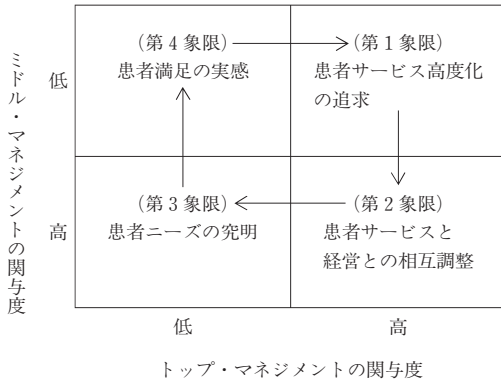 ミドル・マネジメントの関与度
低
高
(第4象限)
患者満足の実感
(第1象限)
患者サービス高度化
の追求
(第3象限)
患者ニーズの究明
(第2象限)
患者サービスと
経営との相互調整
低
高
トップ・マネジメントの関与度